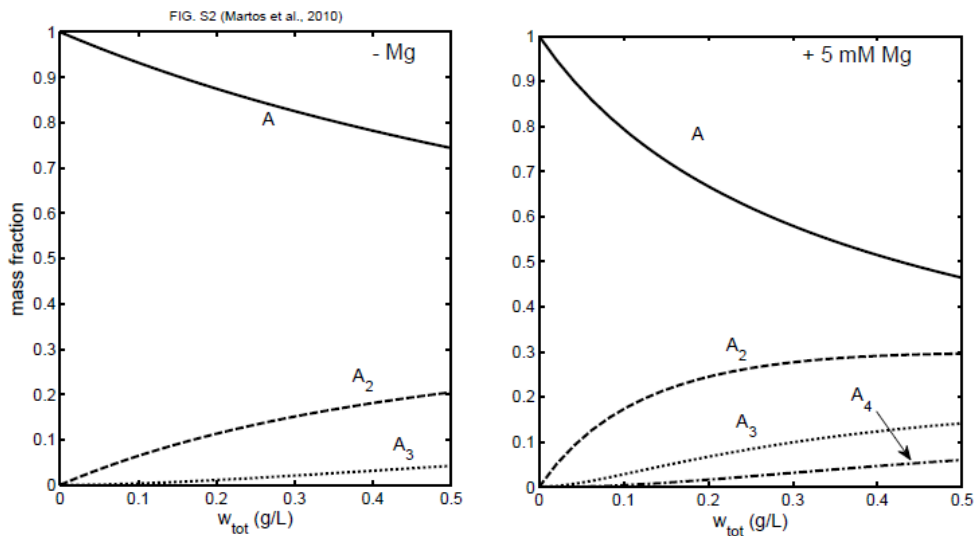 FIG. S2 (Martos et al., 2010)
- Mg
mass fraction
1
0.9
0.8
0.7
0.6
0.5
0.4
0.3
0.2
0.1
0
A
A2
A3
0 0.1 0.2 0.3 0.4 0.5
wtot (g/L)
+ 5 mM Mg
1
0.9
0.8
0.7
0.6
0.5
0.4
0.3
0.2
0.1
0
A
A2
A4
A3
0 0.1 0.2 0.3 0.4 0.5
wtot (g/L)